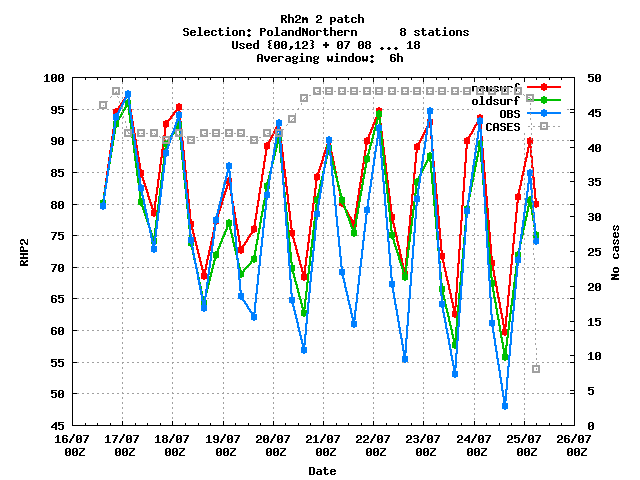 Rh2m 2 patch
Selection: PolandNorthern 8 stations
Used {00,12} + 07 08 ... 18
Averaging window: 6h
newsurf
oldsurf
OBS
CASES
100
95
90
85
80
75
70
65
60
55
50
45
RHP2
50
45
40
35
30
25
20
15
10
5
0
No cases
16/07 17/07 18/07 19/07 20/07 21/07 22/07 23/07 24/07 25/07 26/07
00Z 00Z 00Z 00Z 00Z 00Z 00Z 00Z 00Z 00Z 00Z
Date